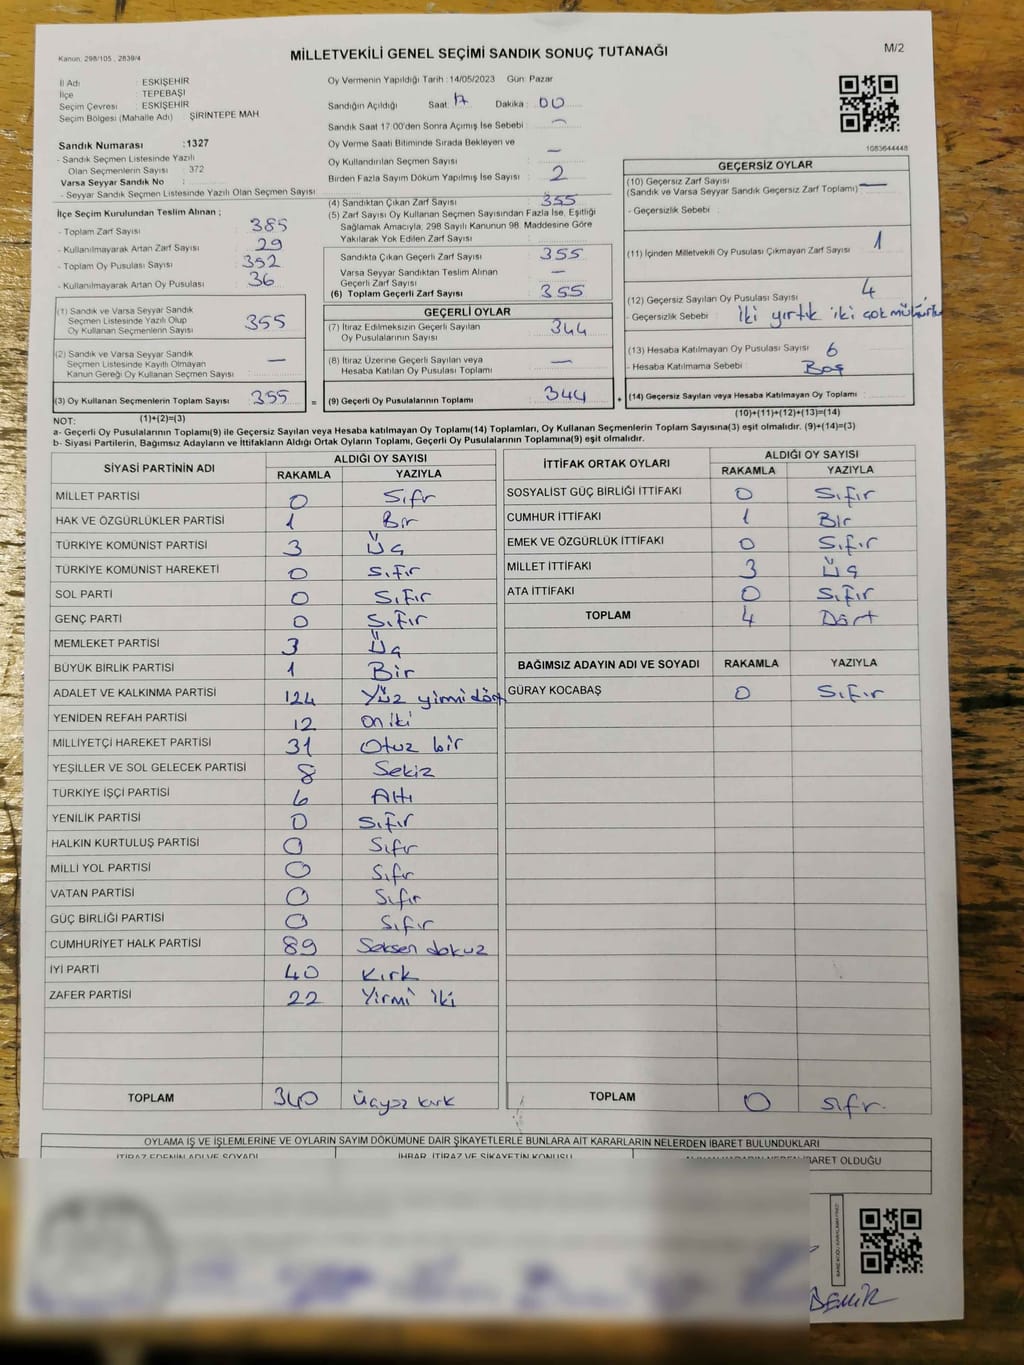 Kanun, 298/105 , 2839/4
MİLLETVEKİLİ GENEL SEÇİMİ SANDIK SONUÇ TUTANAĞI
M/2
İl Adı : ESKİŞEHİR
İlçe : TEPEBAŞI
Seçim Çevresi : ESKİŞEHİR
Seçim Bölgesi (Mahalle Adı) : ŞİRİNTEPE MAH
Sandık Numarası :1327
- Sandık Seçmen Listesinde Yazılı
Olan Seçmenlerin Sayısı : 372
Varsa Seyyar Sandık No :
- Seyyar Sandık Seçmen Listesinde Yazılı Olan Seçmen Sayısı :
Oy Vermenin Yapıldığı Tarih : 14/05/2023 Gün: Pazar
Sandığın Açıldığı Saat: 17 Dakika : 00
Sandık Saat 17.00'den Sonra Açımış İse Sebebi : —
Oy Verme Saati Bitiminde Sırada Bekleyen ve
Oy Kullandırılan Seçmen Sayısı : —
Birden Fazla Sayım Döküm Yapılmış İse Sayısı : 2
1083644448
İlçe Seçim Kurulundan Teslim Alınan ;
- Toplam Zarf Sayısı : 385
- Kullanılmayarak Artan Zarf Sayısı : 29
- Toplam Oy Pusulası Sayısı : 392
- Kullanılmayarak Artan Oy Pusulası : 36
(1) Sandık ve Varsa Seyyar Sandık
Seçmen Listesinde Yazılı Olup
Oy Kullanan Seçmenlerin Sayısı : 355
(2) Sandık ve Varsa Seyyar Sandık
Seçmen Listesinde Kayıtlı Olmayan
Kanun Gereği Oy Kullanan Seçmen Sayısı : —
(3) Oy Kullanan Seçmenlerin Toplam Sayısı : 355 =
(4) Sandıktan Çıkan Zarf Sayısı : 355
(5) Zarf Sayısı Oy Kullanan Seçmen Sayısından Fazla İse, Eşitliği
Sağlamak Amacıyla; 298 Sayılı Kanunun 98. Maddesine Göre
Yakılarak Yok Edilen Zarf Sayısı :
Sandıkta Çıkan Geçerli Zarf Sayısı : 355
Varsa Seyyar Sandıktan Teslim Alınan
Geçerli Zarf Sayısı : —
(6) Toplam Geçerli Zarf Sayısı : 355
GEÇERLİ OYLAR
(7) İtiraz Edilmeksizin Geçerli Sayılan
Oy Pusulalarının Sayısı : 344
(8) İtiraz Üzerine Geçerli Sayılan veya
Hesaba Katılan Oy Pusulası Toplamı : —
(9) Geçerli Oy Pusulalarının Toplamı : 344 +
GEÇERSİZ OYLAR
(10) Geçersiz Zarf Sayısı
(Sandık ve Varsa Seyyar Sandık Geçersiz Zarf Toplamı) : —
- Geçersizlik Sebebi :
(11) İçinden Milletvekili Oy Pusulası Çıkmayan Zarf Sayısı : 1
(12) Geçersiz Sayılan Oy Pusulası Sayısı : 4
- Geçersizlik Sebebi : İki yırtık iki çok mühürlü
(13) Hesaba Katılmayan Oy Pusulası Sayısı : 6
- Hesaba Katılmama Sebebi : Boş
(14) Geçersiz Sayılan veya Hesaba Katılmayan Oy Toplamı :
NOT: (1)+(2)=(3) (10)+(11)+(12)+(13)=(14)
a- Geçerli Oy Pusulalarının Toplamı(9) ile Geçersiz Sayılan veya Hesaba katılmayan Oy Toplamı(14) Toplamları, Oy Kullanan Seçmenlerin Toplam Sayısına(3) eşit olmalıdır. (9)+(14)=(3)
b- Siyasi Partilerin, Bağımsız Adayların ve İttifakların Aldığı Ortak Oyların Toplamı, Geçerli Oy Pusulalarının Toplamına(9) eşit olmalıdır.
SİYASİ PARTİNİN ADI ALDIĞI OY SAYISI
RAKAMLA YAZIYLA
MİLLET PARTİSİ 0 Sıfır
HAK VE ÖZGÜRLÜKLER PARTİSİ 1 Bir
TÜRKİYE KOMÜNİST PARTİSİ 3 Üç
TÜRKİYE KOMÜNİST HAREKETİ 0 Sıfır
SOL PARTİ 0 Sıfır
GENÇ PARTİ 0 Sıfır
MEMLEKET PARTİSİ 3 Üç
BÜYÜK BİRLİK PARTİSİ 1 Bir
ADALET VE KALKINMA PARTİSİ 124 Yüz yirmi dört
YENİDEN REFAH PARTİSİ 12 on iki
MİLLİYETÇİ HAREKET PARTİSİ 31 Otuz bir
YEŞİLLER VE SOL GELECEK PARTİSİ 8 Sekiz
TÜRKİYE İŞÇİ PARTİSİ 6 Altı
YENİLİK PARTİSİ 0 Sıfır
HALKIN KURTULUŞ PARTİSİ 0 Sıfır
MİLLİ YOL PARTİSİ 0 Sıfır
VATAN PARTİSİ 0 Sıfır
GÜÇ BİRLİĞİ PARTİSİ 0 Sıfır
CUMHURİYET HALK PARTİSİ 89 Seksen dokuz
İYİ PARTİ 40 Kırk
ZAFER PARTİSİ 22 Yirmi iki
TOPLAM 340 Üçyüz kırk
İTTİFAK ORTAK OYLARI ALDIĞI OY SAYISI
RAKAMLA YAZIYLA
SOSYALİST GÜÇ BİRLİĞİ İTTİFAKI 0 Sıfır
CUMHUR İTTİFAKI 1 Bir
EMEK VE ÖZGÜRLÜK İTTİFAKI 0 Sıfır
MİLLET İTTİFAKI 3 Üç
ATA İTTİFAKI 0 Sıfır
TOPLAM 4 Dört
BAĞIMSIZ ADAYIN ADI VE SOYADI RAKAMLA YAZIYLA
GÜRAY KOCABAŞ 0 Sıfır
TOPLAM 0 Sıfır
OYLAMA İŞ VE İŞLEMLERİNE VE OYLARIN SAYIM DÖKÜMÜNE DAİR ŞİKAYETLERLE BUNLARA AİT KARARLARIN NELERDEN İBARET BULUNDUKLARI
İTİRAZ EDENİN ADI VE SOYADI İHBAR, İTİRAZ VE ŞİKAYETİN KONUSU İBARET OLDUĞU
DEMİR